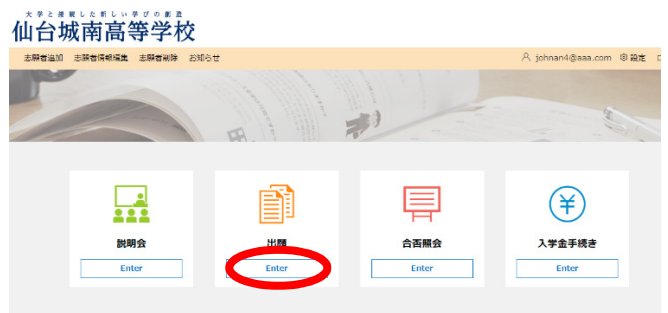 大学と接続した新しい学びの創造
仙台城南高等学校
志願者追加 志願者情報編集 志願者削除 お知らせ johnan4@aaa.com 設定
説明会 出願 合否照会 入学金手続き
Enter Enter Enter Enter